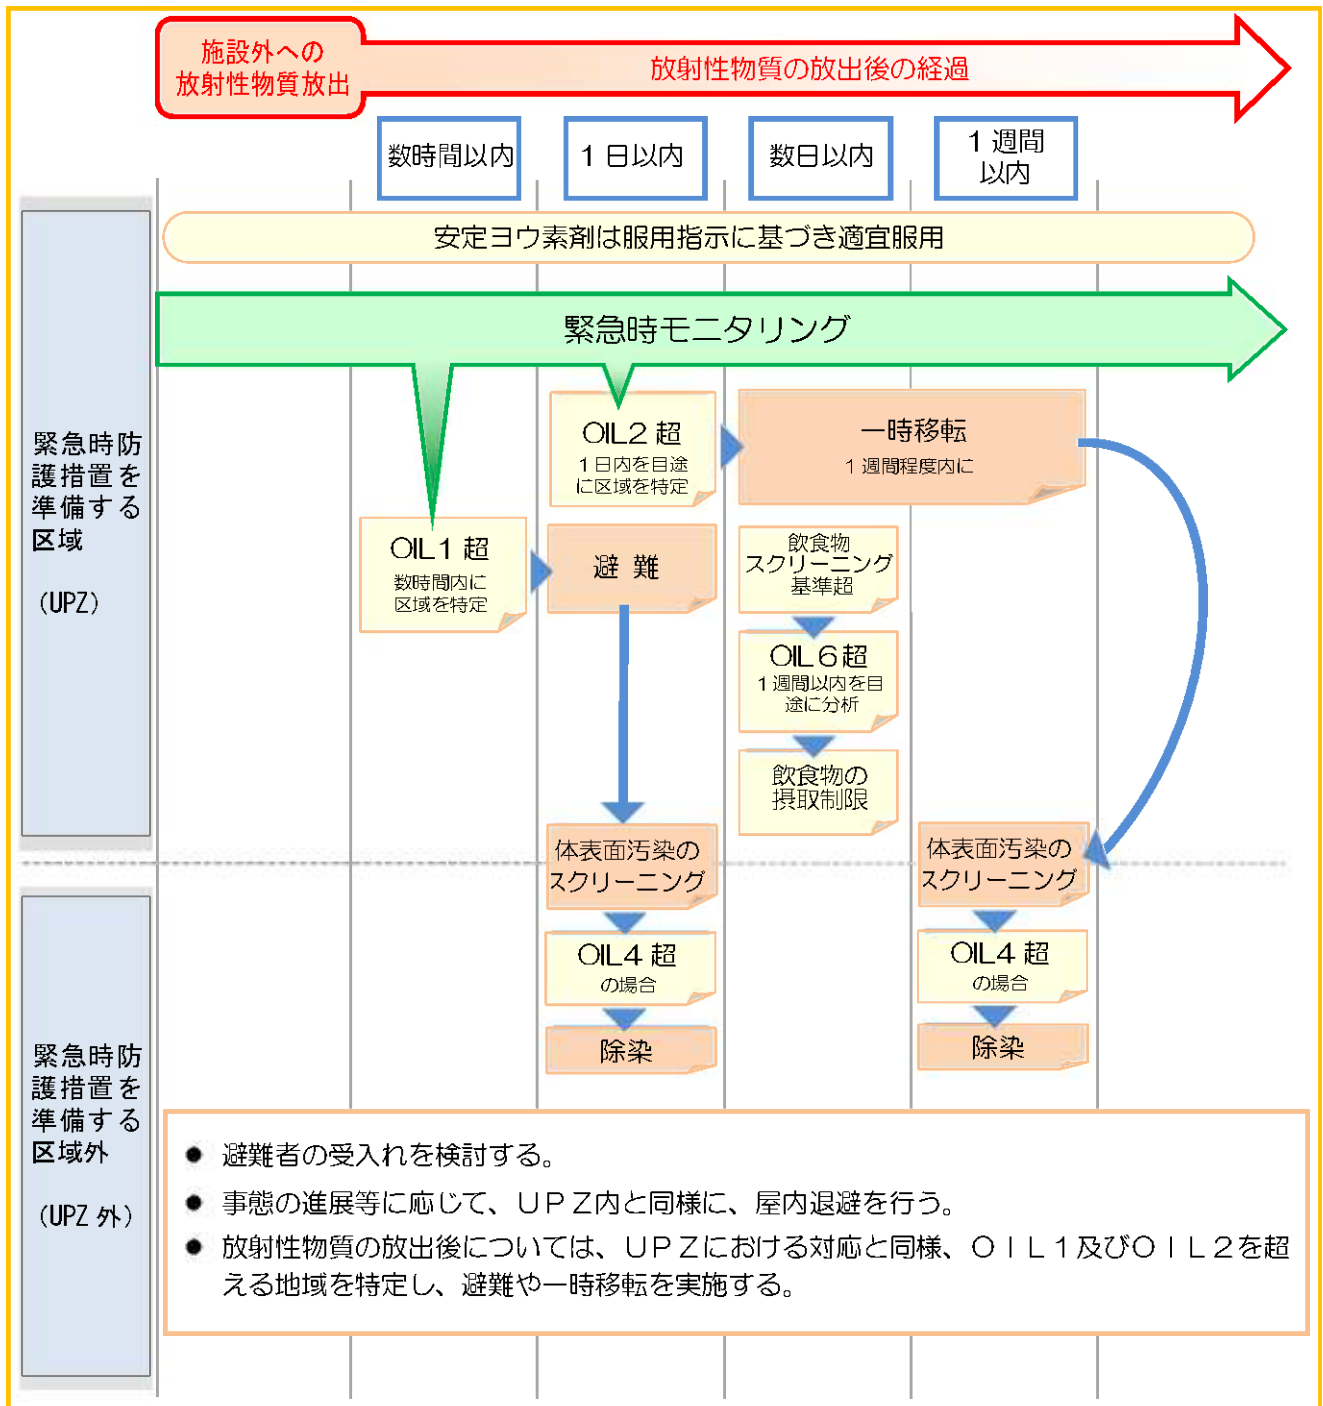 施設外への
放射性物質放出
放射性物質の放出後の経過
数時間以内
1日以内
数日以内
1週間
以内
安定ヨウ素剤は服用指示に基づき適宜服用
緊急時モニタリング
緊急時防
護措置を
準備する
区域
（UPZ）
OIL2超
1日内を目途
に区域を特定
一時移転
1週間程度内に
OIL1超
数時間内に
区域を特定
避難
飲食物
スクリーニング
基準超
OIL6超
1週間以内を目
途に分析
飲食物の
摂取制限
体表面汚染の
スクリーニング
OIL4超
の場合
除染
体表面汚染の
スクリーニング
OIL4超
の場合
除染
緊急時防
護措置を
準備する
区域外
（UPZ外）
● 避難者の受入れを検討する。
● 事態の進展等に応じて、ＵＰＺ内と同様に、屋内退避を行う。
● 放射性物質の放出後については、ＵＰＺにおける対応と同様、ＯＩＬ１及びＯＩＬ２を超
える地域を特定し、避難や一時移転を実施する。